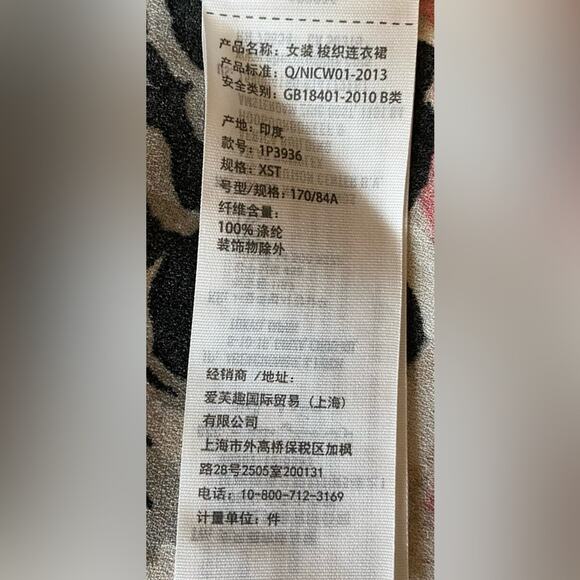 产品名称：女装 梭织连衣裙
产品标准：Q/NICW01-2013
安全类别：GB18401-2010 B类
产地：印度
款号：1P3936
规格：XST
号型/规格：170/84A
纤维含量：
100% 涤纶
装饰物除外
经销商 /地址：
爱芙趣国际贸易（上海）
有限公司
上海市外高桥保税区加枫
路28号2505室200131
电话：10-800-712-3169
计量单位：件